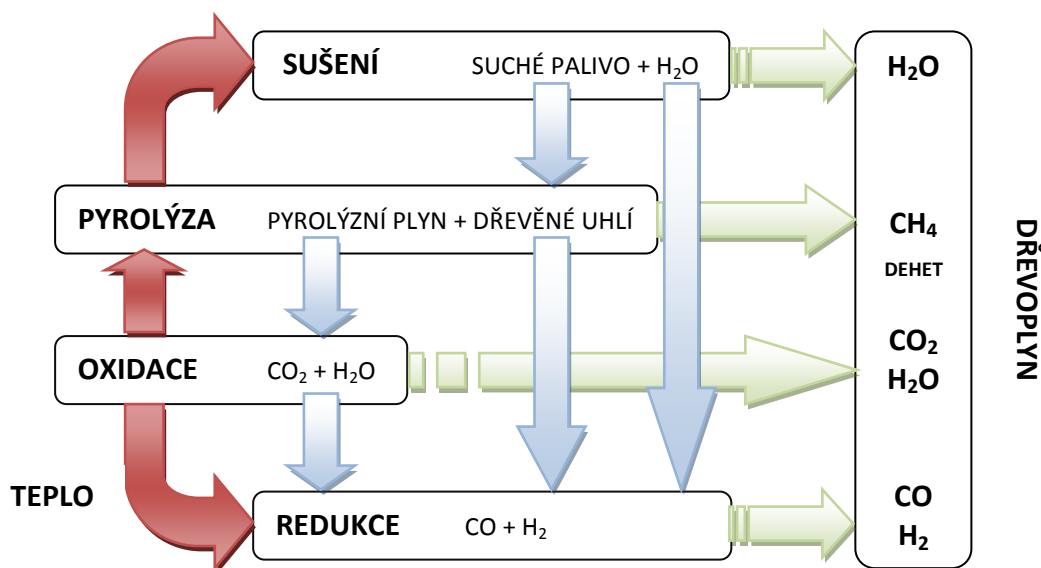 SUŠENÍ SUCHÉ PALIVO + H₂O
H₂O
PYROLÝZA PYROLÝZNÍ PLYN + DŘEVĚNÉ UHLÍ
CH₄
DEHET
OXIDACE CO₂ + H₂O
CO₂
H₂O
TEPLO
REDUKCE CO + H₂
CO
H₂
DŘEVOPLYN